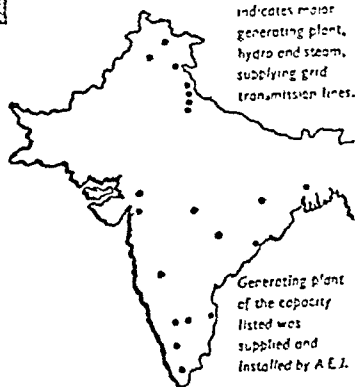 indicates major
generating plant,
hydro and steam,
supplying grid
transmission lines.
Generating plant
of the capacity
listed was
supplied and
installed by A.E.I.